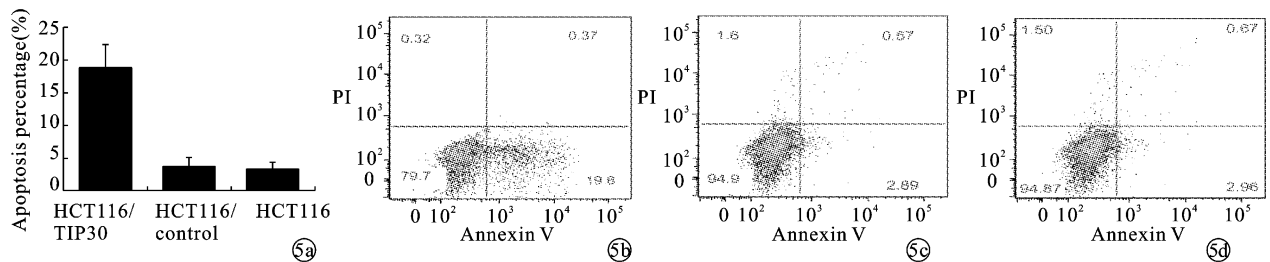 Apoptosis percentage(%)
25
20
15
10
5
0
HCT116/
TIP30
HCT116/
control
HCT116
5a
PI
10^5
10^4
10^3
10^2
0
0.32
0.37
79.7
19.6
0 10^2 10^3 10^4 10^5
Annexin V
5b
PI
10^5
10^4
10^3
10^2
0
1.6
0.57
94.9
2.89
0 10^2 10^3 10^4 10^5
Annexin V
5c
PI
10^5
10^4
10^3
10^2
0
1.50
0.67
94.87
2.96
0 10^2 10^3 10^4 10^5
Annexin V
5d